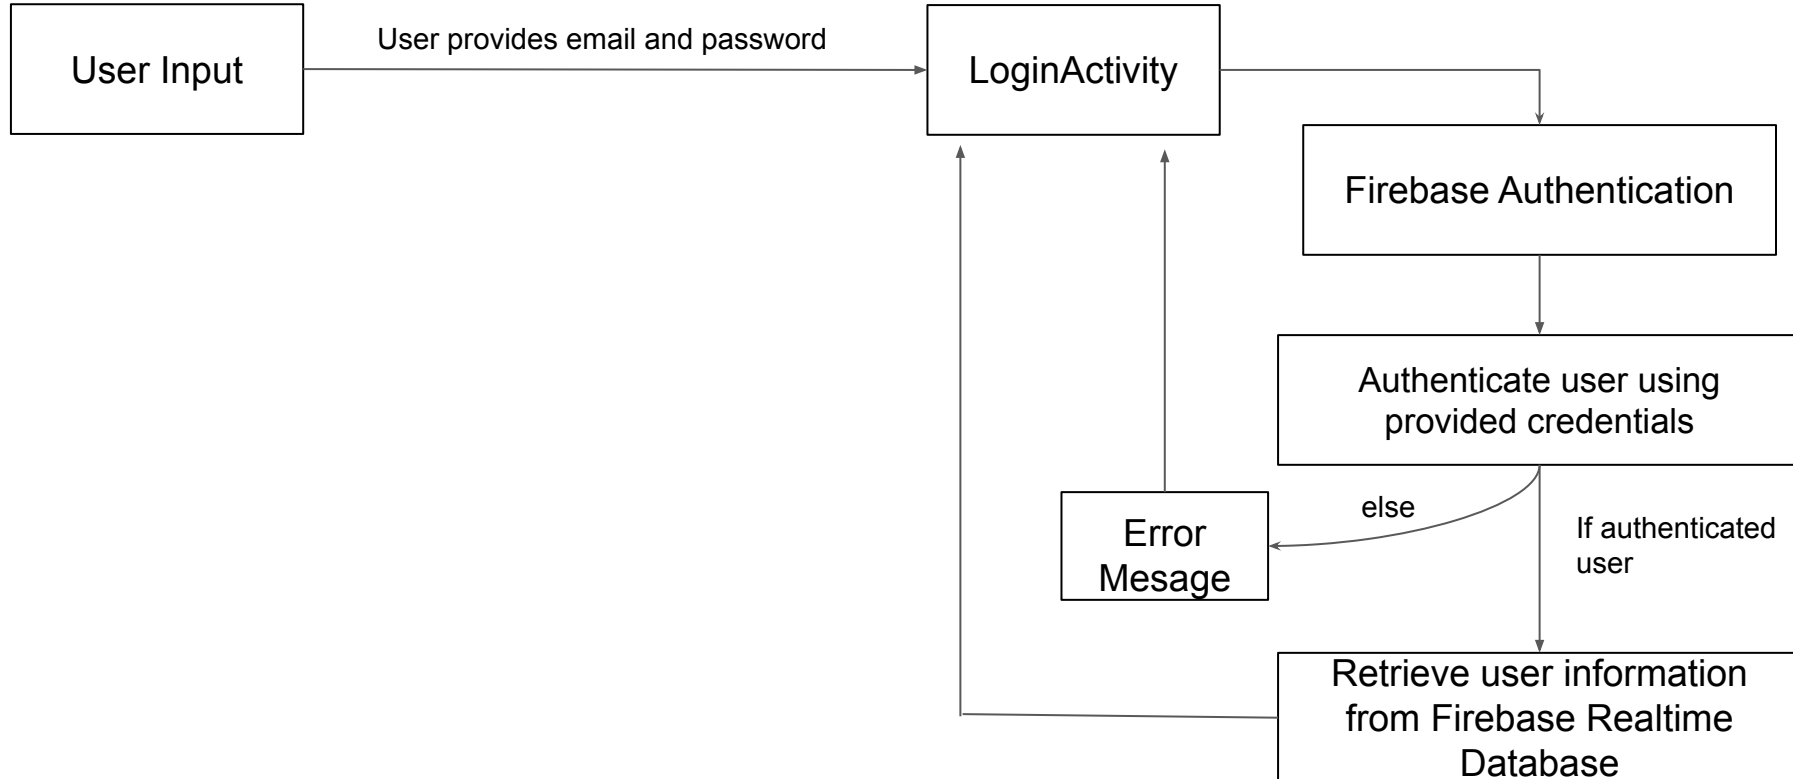 User Input
User provides email and password
LoginActivity
Firebase Authentication
Authenticate user using
provided credentials
else
If authenticated
user
Error
Mesage
Retrieve user information
from Firebase Realtime
Database